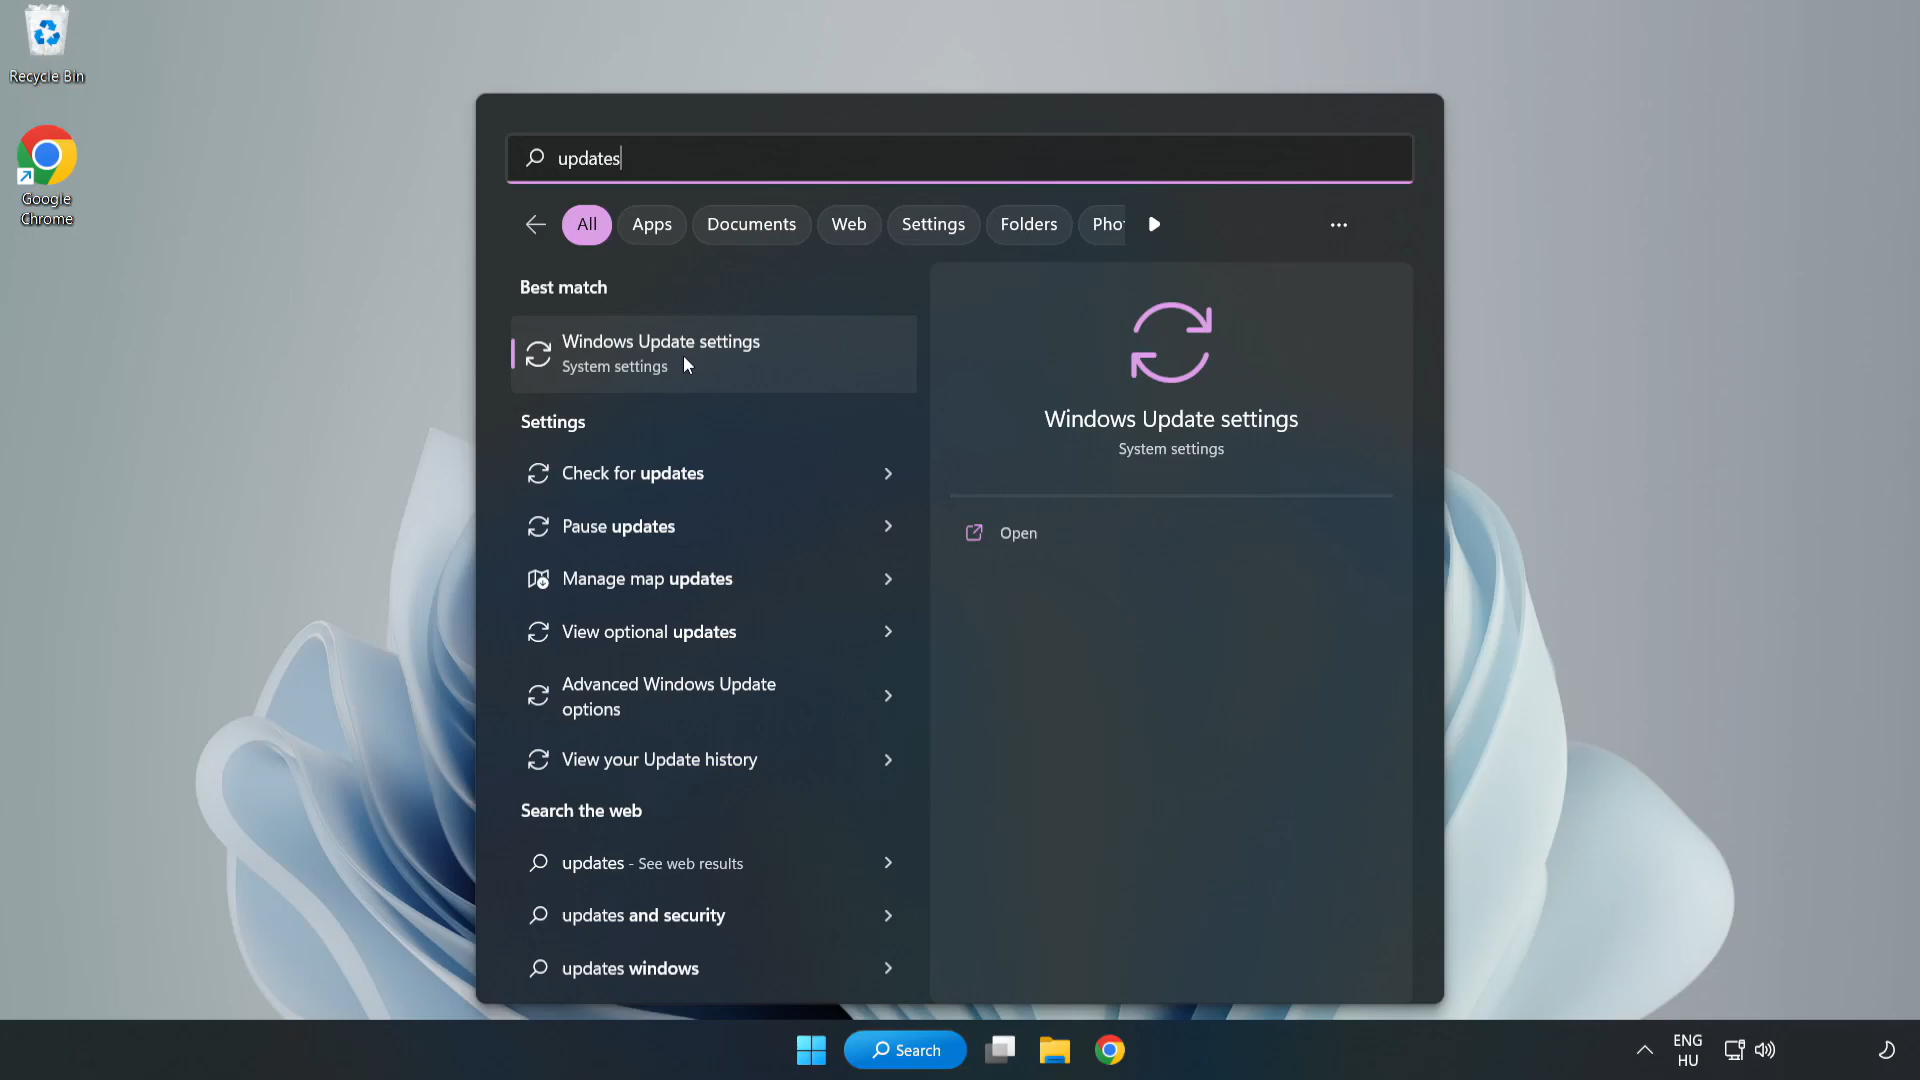 Recycle Bin
Google
Chrome
updates
All
Apps
Documents
Web
Settings
Folders
Pho
Best match
Windows Update settings
System settings
Settings
Check for updates
Pause updates
Manage map updates
View optional updates
Advanced Windows Update
options
View your Update history
Search the web
updates - See web results
updates and security
updates windows
Windows Update settings
System settings
Open
Search
ENG
HU